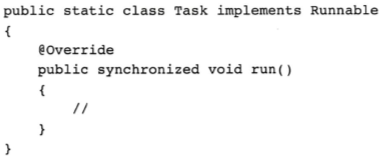 public static class Task implements Runnable
{
    @Override
    public synchronized void run()
    {
        //
    }
}